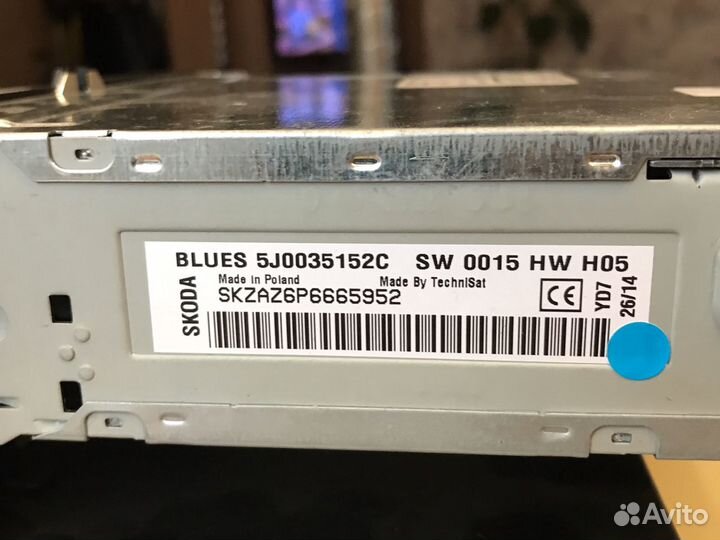 BLUES 5J0035152C SW 0015 HW H05
Made in Poland Made By TechniSat
SKZAZ6P6665952
SKODA
CE
YD7
26/14
Avito